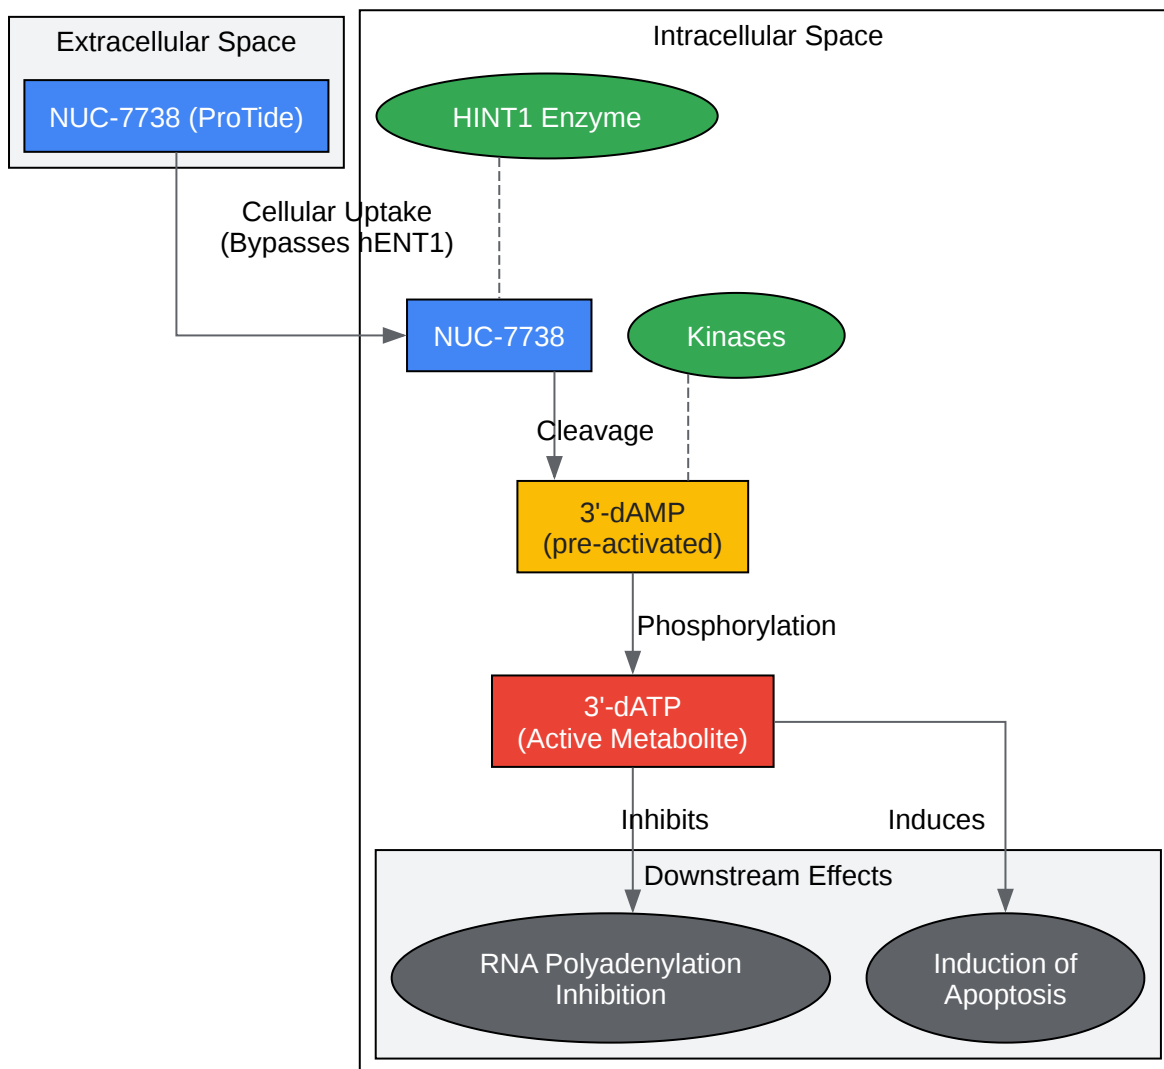 Extracellular Space
Intracellular Space
NUC-7738 (ProTide)
HINT1 Enzyme
Cellular Uptake
(Bypasses hENT1)
NUC-7738
Kinases
Cleavage
3'-dAMP
(pre-activated)
Phosphorylation
3'-dATP
(Active Metabolite)
Inhibits
Induces
Downstream Effects
RNA Polyadenylation
Inhibition
Induction of
Apoptosis